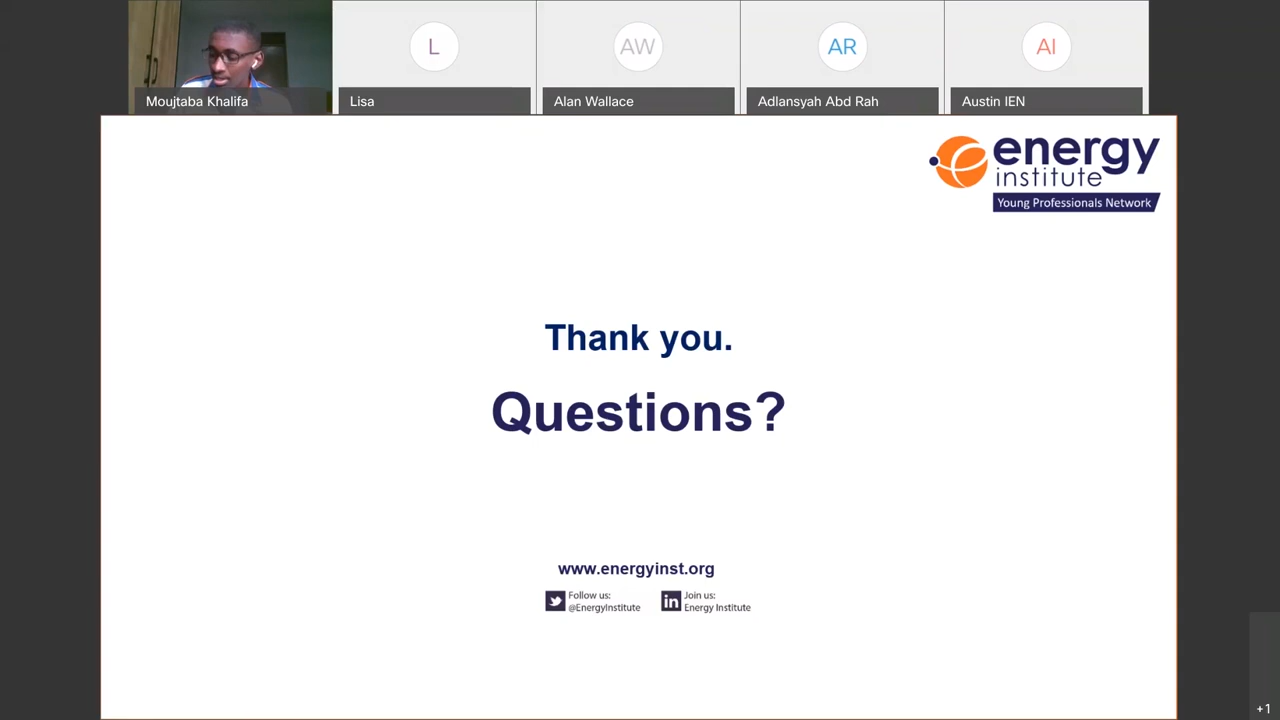 L
AW
AR
AI
Moujtaba Khalifa
Lisa
Alan Wallace
Adlansyah Abd Rah
Austin IEN
energy
institute
Young Professionals Network
Thank you.
Questions?
www.energyinst.org
Follow us:
@EnergyInstitute
in
Join us:
Energy Institute
+1